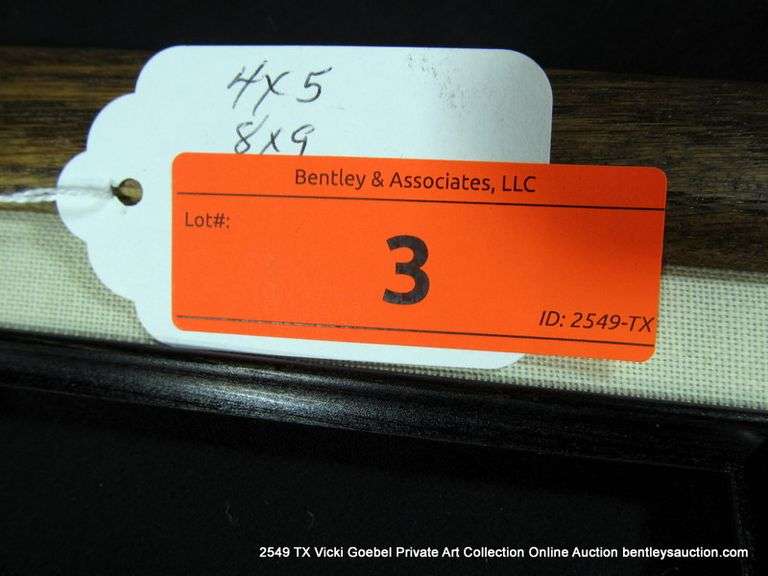 4x5
8x9
Bentley & Associates, LLC
Lot#:
3
ID: 2549-TX
2549 TX Vicki Goebel Private Art Collection Online Auction bentleysauction.com